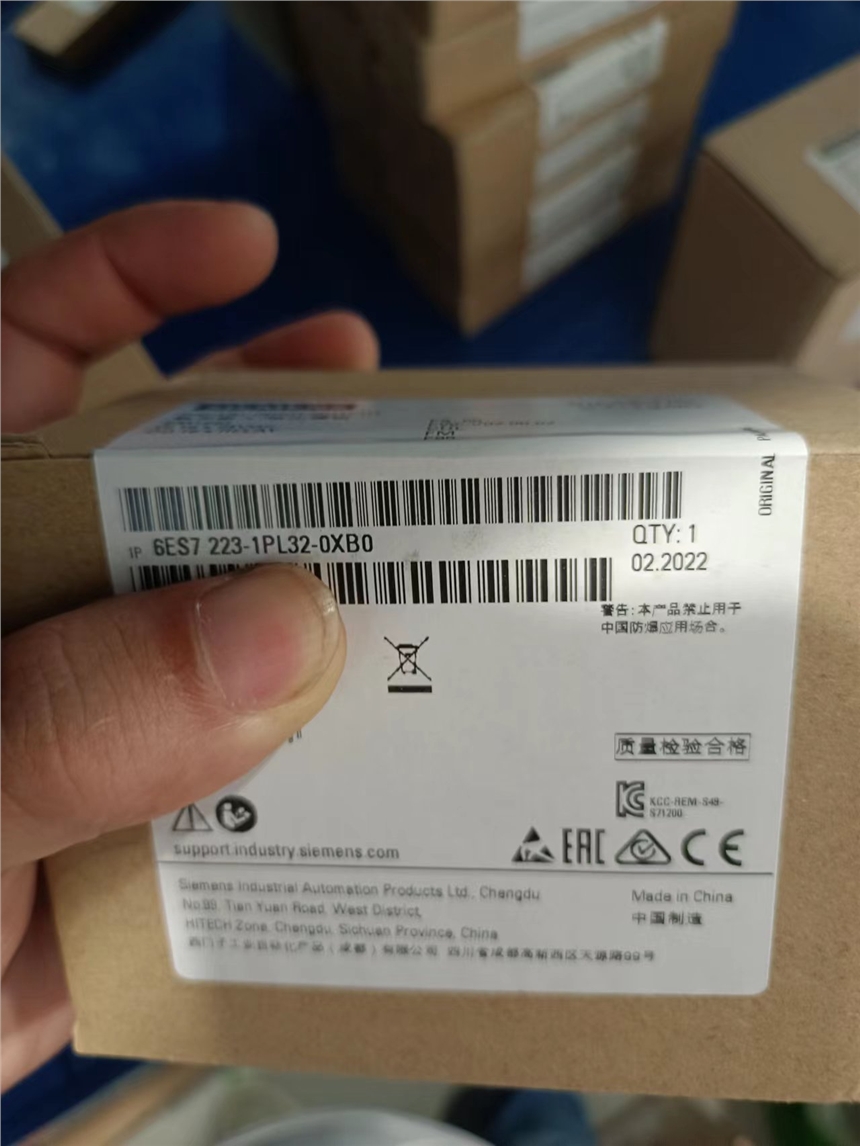 ORIGINAL
1P 6ES7 223-1PL32-0XB0
QTY: 1
02.2022
警告:本产品禁止用于
中国防爆应用场合。
质量检验合格
KCC-REM-S49-
S71200
EAC
CE
support.industry.siemens.com
Siemens Industrial Automation Products Ltd., Chengdu
No.99, Tian Yuan Road, West District,
HITECH Zone, Chengdu, Sichuan Province, China
西门子工业自动化产品(成都)有限公司 四川省成都高新西区天源路99号
Made in China
中国制造